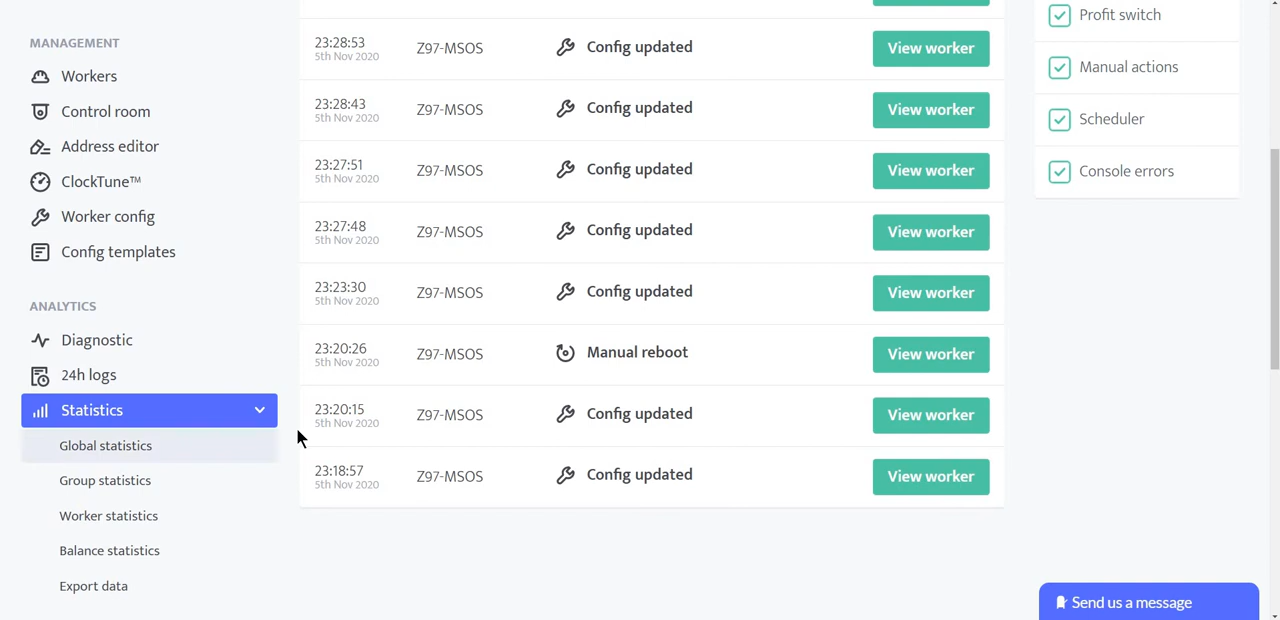 MANAGEMENT
Workers
Control room
Address editor
ClockTune™
Worker config
Config templates
ANALYTICS
Diagnostic
24h logs
Statistics
Global statistics
Group statistics
Worker statistics
Balance statistics
Export data
23:28:53
5th Nov 2020
Z97-MSOS
Config updated
View worker
23:28:43
5th Nov 2020
Z97-MSOS
Config updated
View worker
23:27:51
5th Nov 2020
Z97-MSOS
Config updated
View worker
23:27:48
5th Nov 2020
Z97-MSOS
Config updated
View worker
23:23:30
5th Nov 2020
Z97-MSOS
Config updated
View worker
23:20:26
5th Nov 2020
Z97-MSOS
Manual reboot
View worker
23:20:15
5th Nov 2020
Z97-MSOS
Config updated
View worker
23:18:57
5th Nov 2020
Z97-MSOS
Config updated
View worker
Profit switch
Manual actions
Scheduler
Console errors
Send us a message